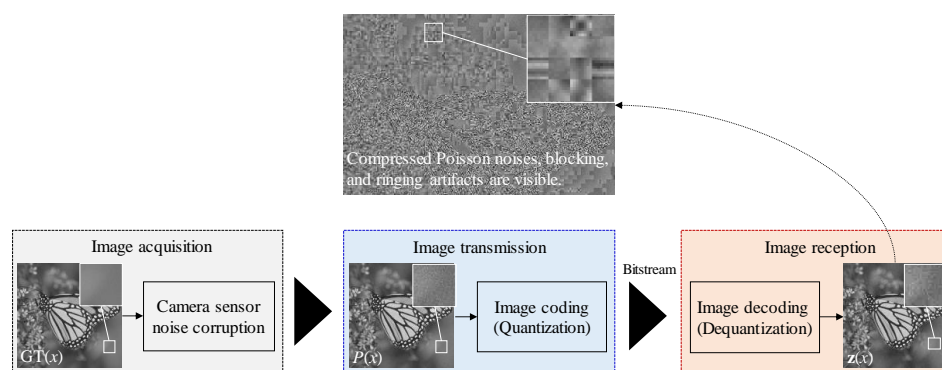 Compressed Poisson noises, blocking,
and ringing artifacts are visible.
Image acquisition
GT(x)
Camera sensor
noise corruption
Image transmission
P(x)
Image coding
(Quantization)
Bitstream
Image reception
Image decoding
(Dequantization)
z(x)